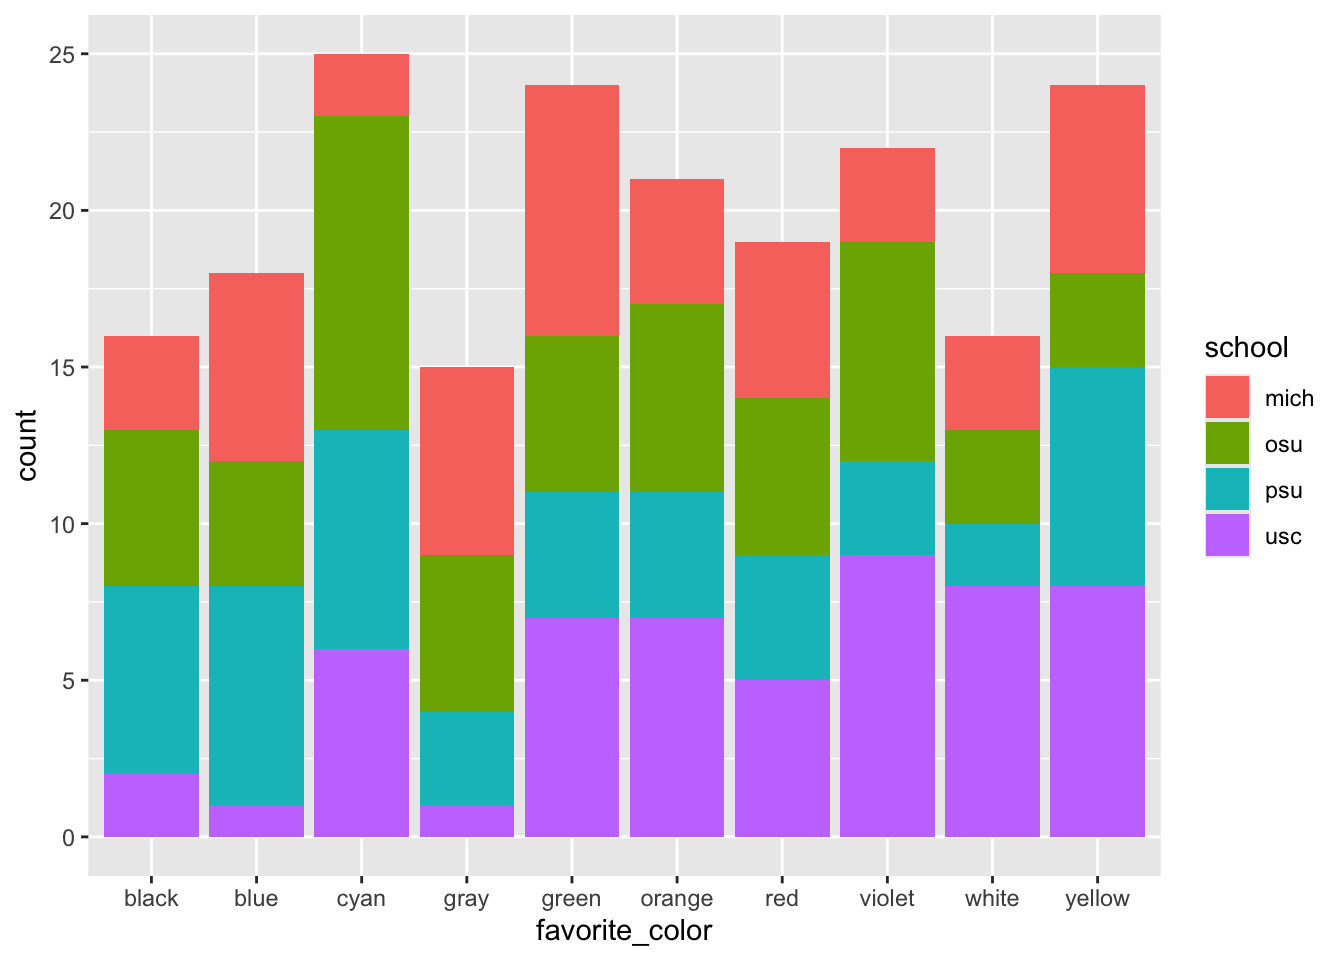 25
20
15
10
5
0
count
black blue cyan gray green orange red violet white yellow
favorite_color
school
mich
osu
psu
usc